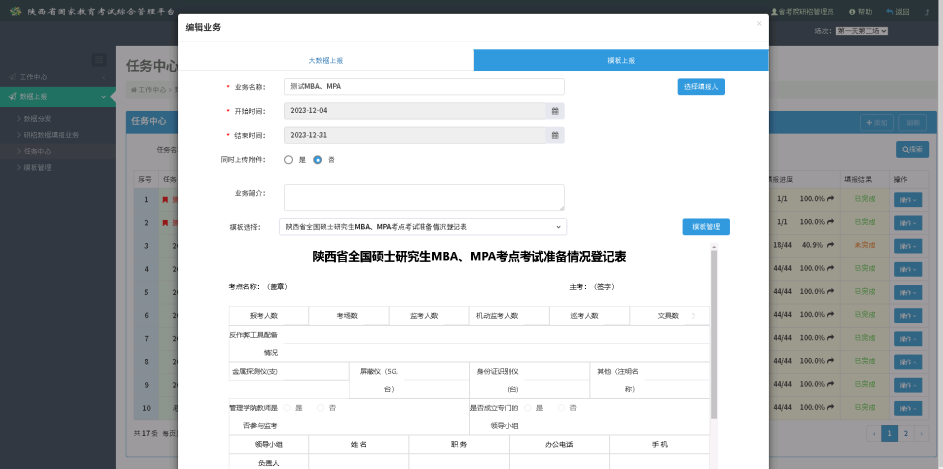 陕西省国家教育考试综合管理平台
省考院研招管理员 帮助 返回
场次: 第一天第二场
编辑业务 ×
大数据上报 模板上报
* 业务名称: 测试MBA、MPA 选择填报人
* 开始时间: 2023-12-04
* 结束时间: 2023-12-31
同时上传附件: 是 否
业务简介:
模板选择: 陕西省全国硕士研究生MBA、MPA考点考试准备情况登记表 模板管理
陕西省全国硕士研究生MBA、MPA考点考试准备情况登记表
考点名称: （盖章） 主考: （签字）
报考人数 考场数 监考人数 机动监考人数 巡考人数 文具数
反作弊工具配备
情况
金属探测仪(支) 屏蔽仪（5G, 身份证识别仪 其他（注明名
台） (台) 称）
管理学院教师是 是 否 是否成立专门的 是 否
否参与监考 领导小组
领导小组 姓 名 职 务 办公电话 手 机
负责人
工作中心
数据上报
数据分发
研招数据填报业务
任务中心
模板管理
任务中心
工作中心 >
任务中心
添加 刷新
任务名
搜索
序号 任务
填报进度 填报结果 操作
1 1/1 100.0% 已完成 操作
2 1/1 100.0% 已完成 操作
3 20 18/44 40.9% 未完成 操作
4 20 44/44 100.0% 已完成 操作
5 20 44/44 100.0% 已完成 操作
6 20 44/44 100.0% 已完成 操作
7 20 44/44 100.0% 已完成 操作
8 20 44/44 100.0% 已完成 操作
9 20 44/44 100.0% 已完成 操作
10 44/44 100.0% 已完成 操作
共17条 每页
‹ 1 2 ›